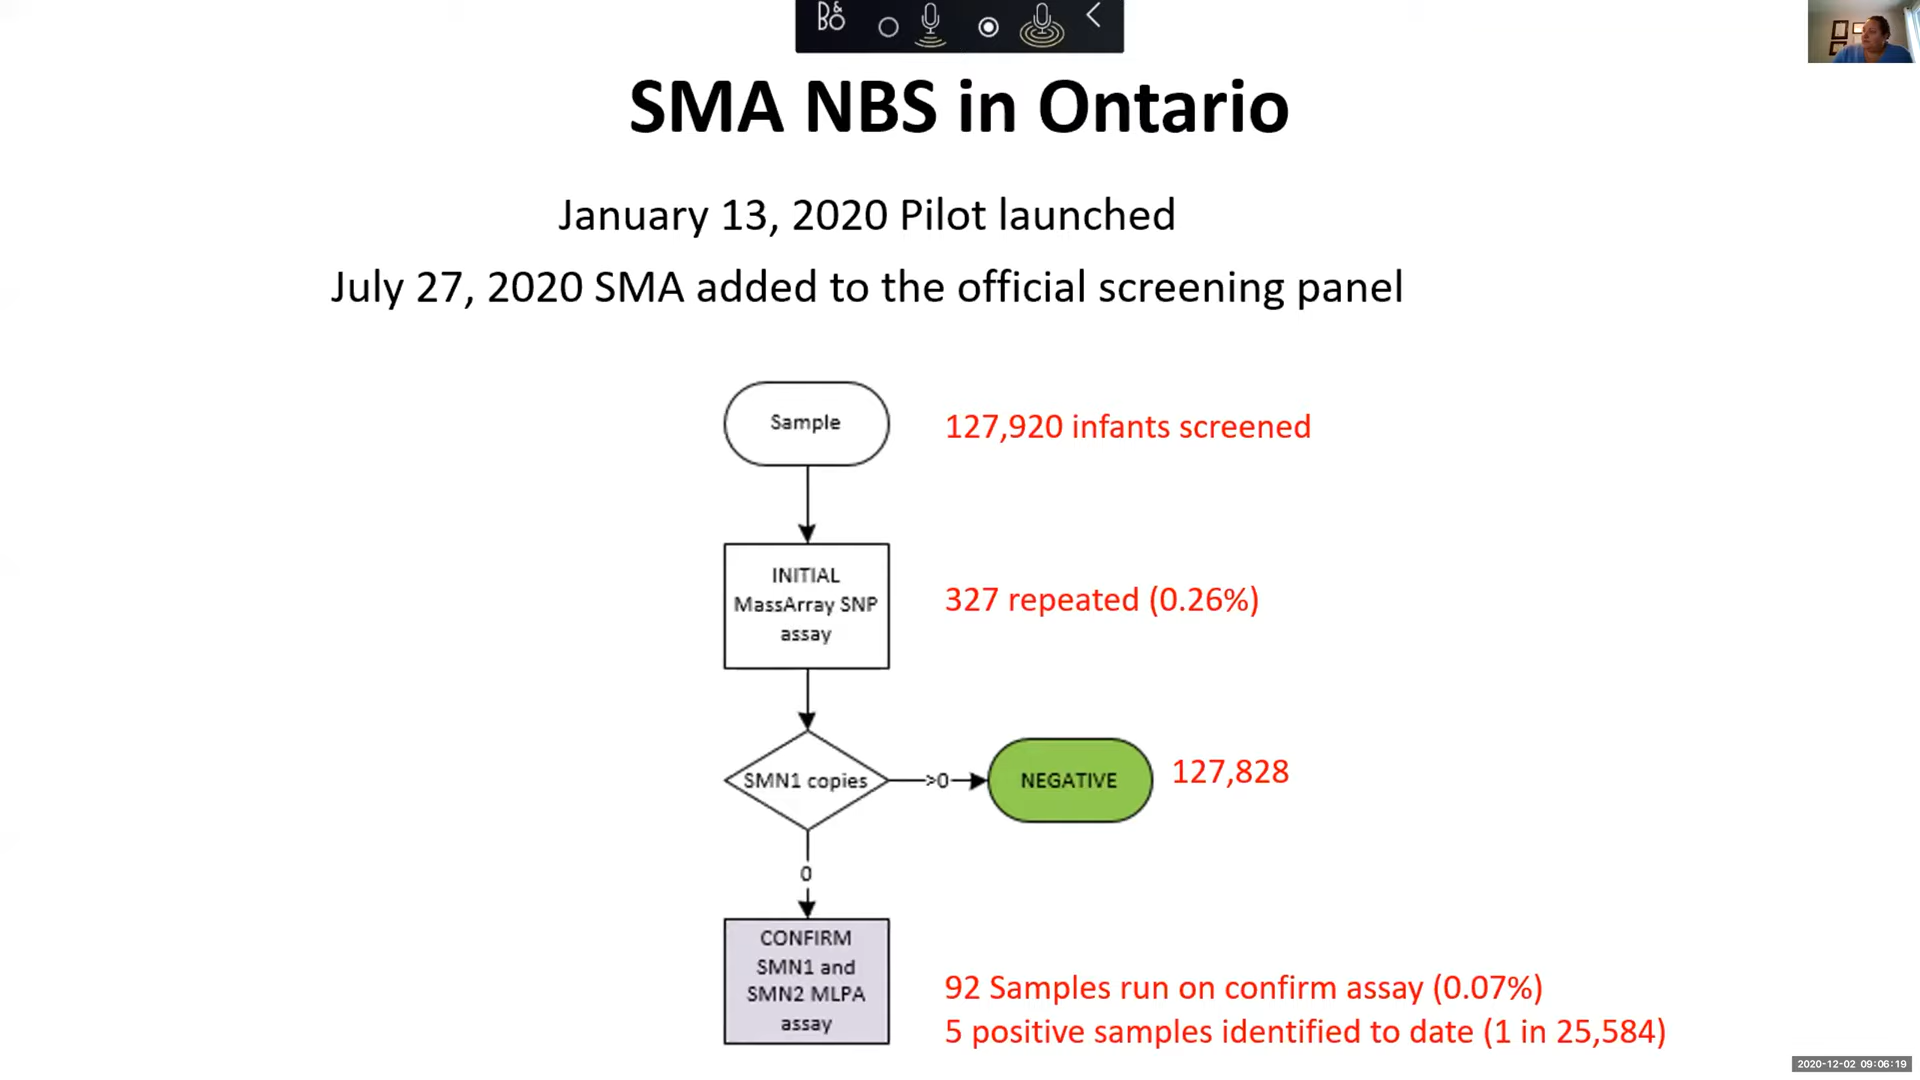 B&O
SMA NBS in Ontario
January 13, 2020 Pilot launched
July 27, 2020 SMA added to the official screening panel
Sample
127,920 infants screened
INITIAL
MassArray SNP
assay
327 repeated (0.26%)
SMN1 copies
>0
NEGATIVE
127,828
0
CONFIRM
SMN1 and
SMN2 MLPA
assay
92 Samples run on confirm assay (0.07%)
5 positive samples identified to date (1 in 25,584)
2020-12-02 09:06:19